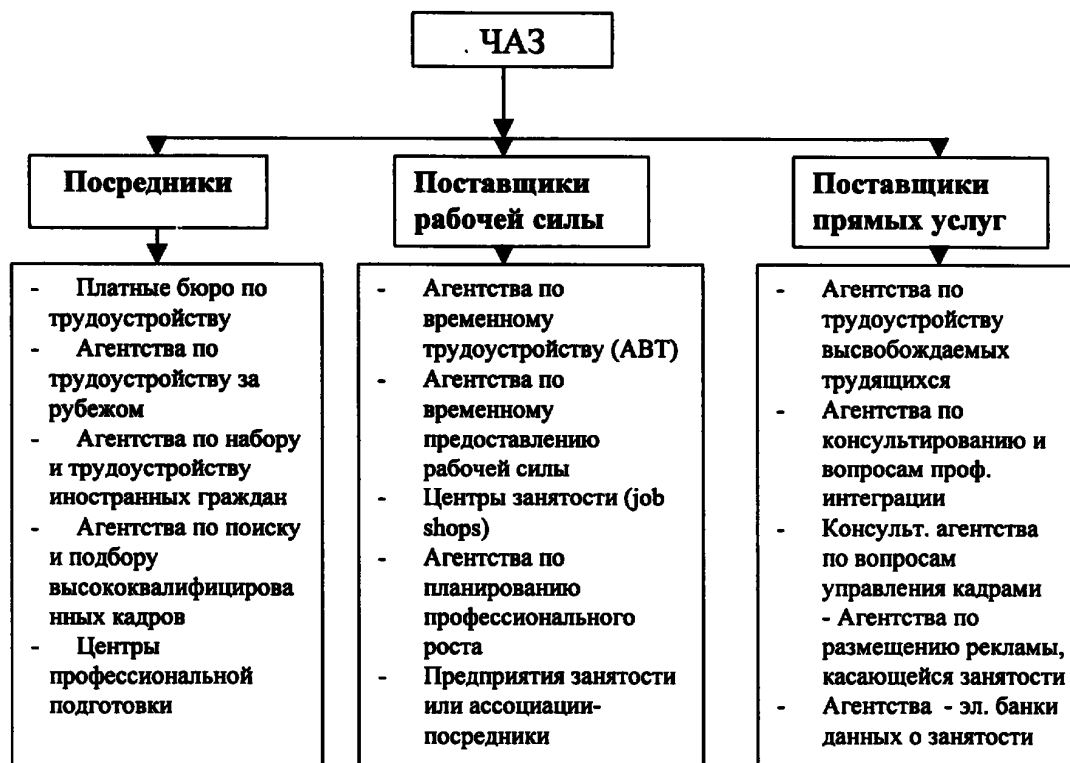 ЧАЗ
Посредники
- Платные бюро по
трудоустройству
- Агентства по
трудоустройству за
рубежом
- Агентства по набору
и трудоустройству
иностранных граждан
- Агентства по поиску
и подбору
высококвалифицирова
нных кадров
- Центры
профессиональной
подготовки
Поставщики
рабочей силы
- Агентства по
временному
трудоустройству (АВТ)
- Агентства по
временному
предоставлению
рабочей силы
- Центры занятости (job
shops)
- Агентства по
планированию
профессионального
роста
- Предприятия занятости
или ассоциации-
посредники
Поставщики
прямых услуг
- Агентства по
трудоустройству
высвобождаемых
трудящихся
- Агентства по
консультированию и
вопросам проф.
интеграции
- Консульт. агентства
по вопросам
управления кадрами
- Агентства по
размещению рекламы,
касающейся занятости
- Агентства - эл. банки
данных о занятости